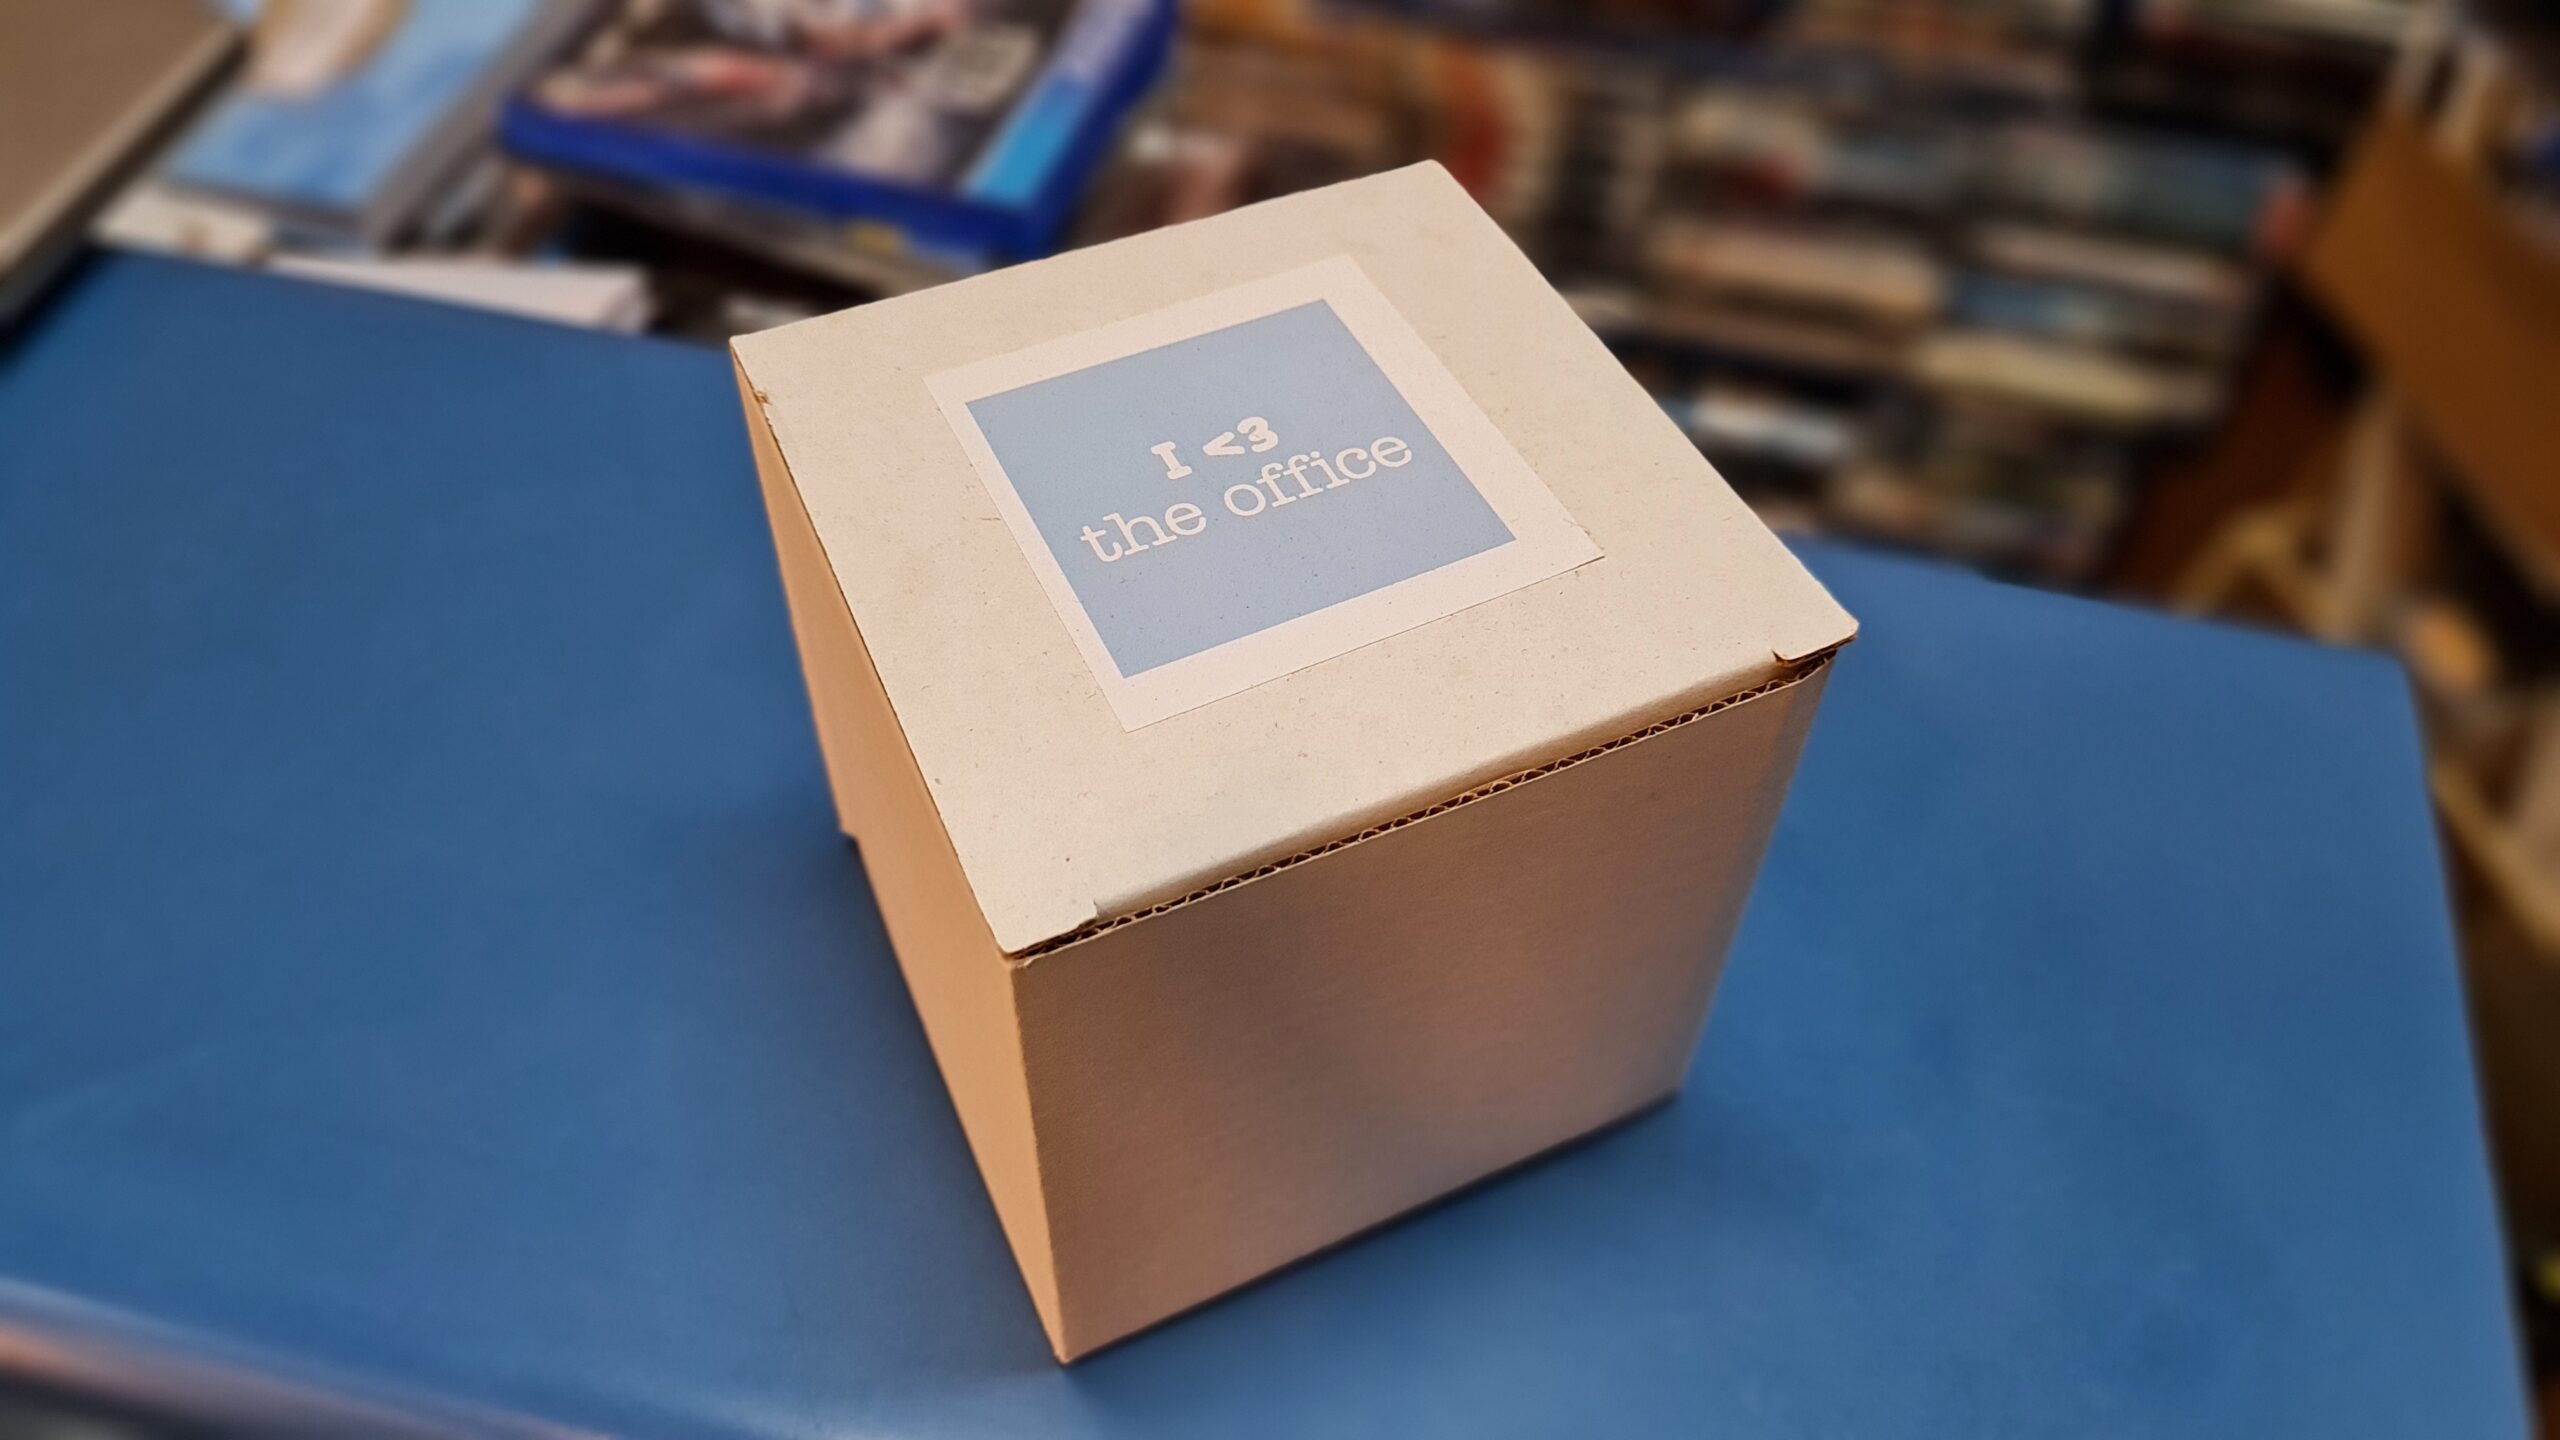 I <3
the office